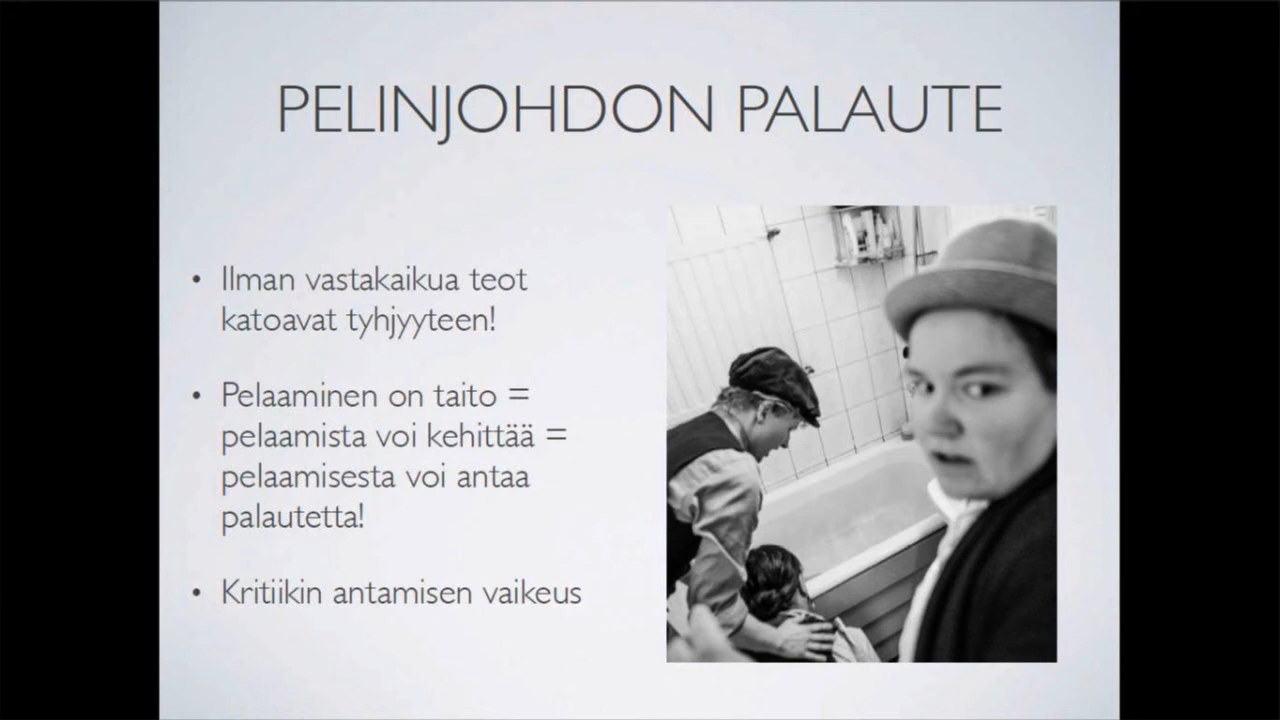 PELINJOHDON PALAUTE
• Ilman vastakaikua teot
katoavat tyhjyyteen!
• Pelaaminen on taito =
pelaamista voi kehittää =
pelaamisesta voi antaa
palautetta!
• Kritiikin antamisen vaikeus